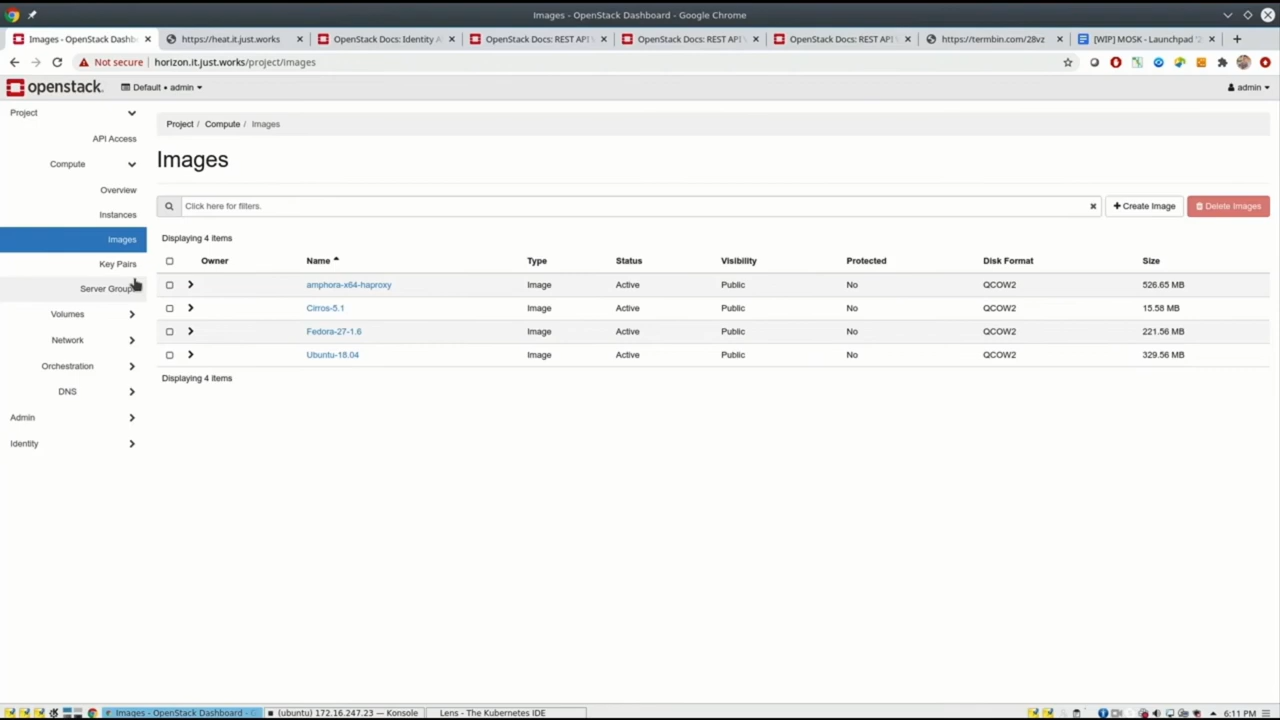 Images - OpenStack Dashboard - Google Chrome
Images - OpenStack Dashb
https://heat.it.just.works
OpenStack Docs: Identity A
OpenStack Docs: REST API
OpenStack Docs: REST API
OpenStack Docs: REST API
https://termbin.com/28vz
[WIP] MOSK - Launchpad
Not secure
horizon.it.just.works/project/images
openstack.
Default • admin
admin
Project
API Access
Compute
Overview
Instances
Images
Key Pairs
Server Group
Volumes
Network
Orchestration
DNS
Admin
Identity
Project / Compute / Images
Images
Click here for filters.
Create Image
Delete Images
Displaying 4 items
Owner Name Type Status Visibility Protected Disk Format Size
amphora-x64-haproxy Image Active Public No QCOW2 526.65 MB
Cirros-5.1 Image Active Public No QCOW2 15.58 MB
Fedora-27-1.6 Image Active Public No QCOW2 221.56 MB
Ubuntu-18.04 Image Active Public No QCOW2 329.56 MB
Displaying 4 items
Images - OpenStack Dashboard -
(ubuntu) 172.16.247.23 — Konsole
Lens - The Kubernetes IDE
6:11 PM